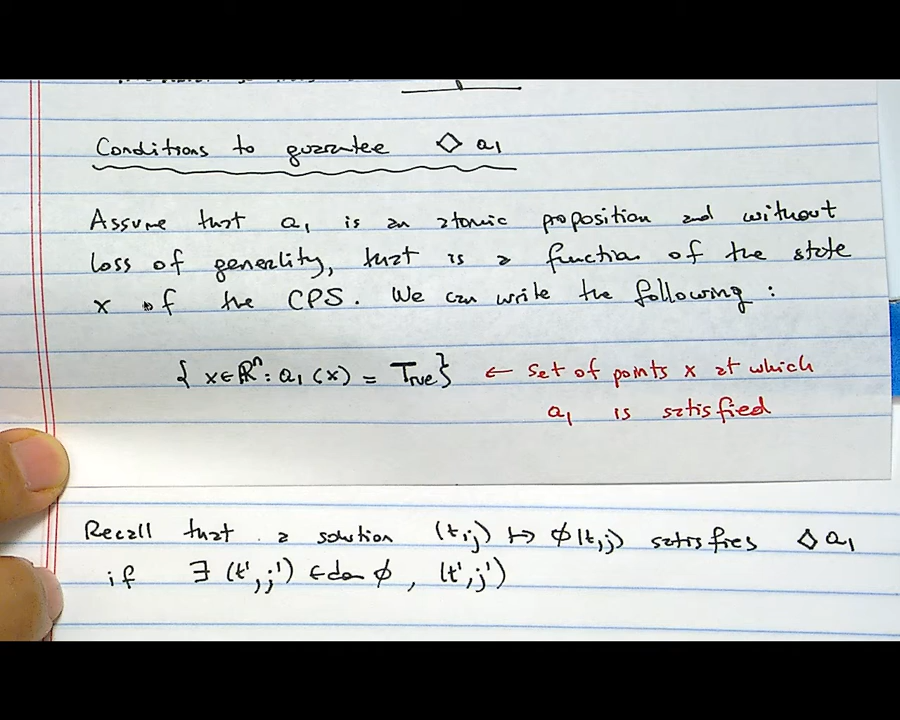 Conditions to guarantee ◇ a₁
Assume that a₁ is an atomic proposition and without
loss of generality, that is a function of the state
x of the CPS. We can write the following :
{ x ∈ ℝⁿ : a₁(x) = True } ← set of points x at which
a₁ is satisfied
Recall that a solution (t,j) ↦ φ(t,j) satisfies ◇ a₁
if ∃ (t',j') ∈ dom φ , (t',j')